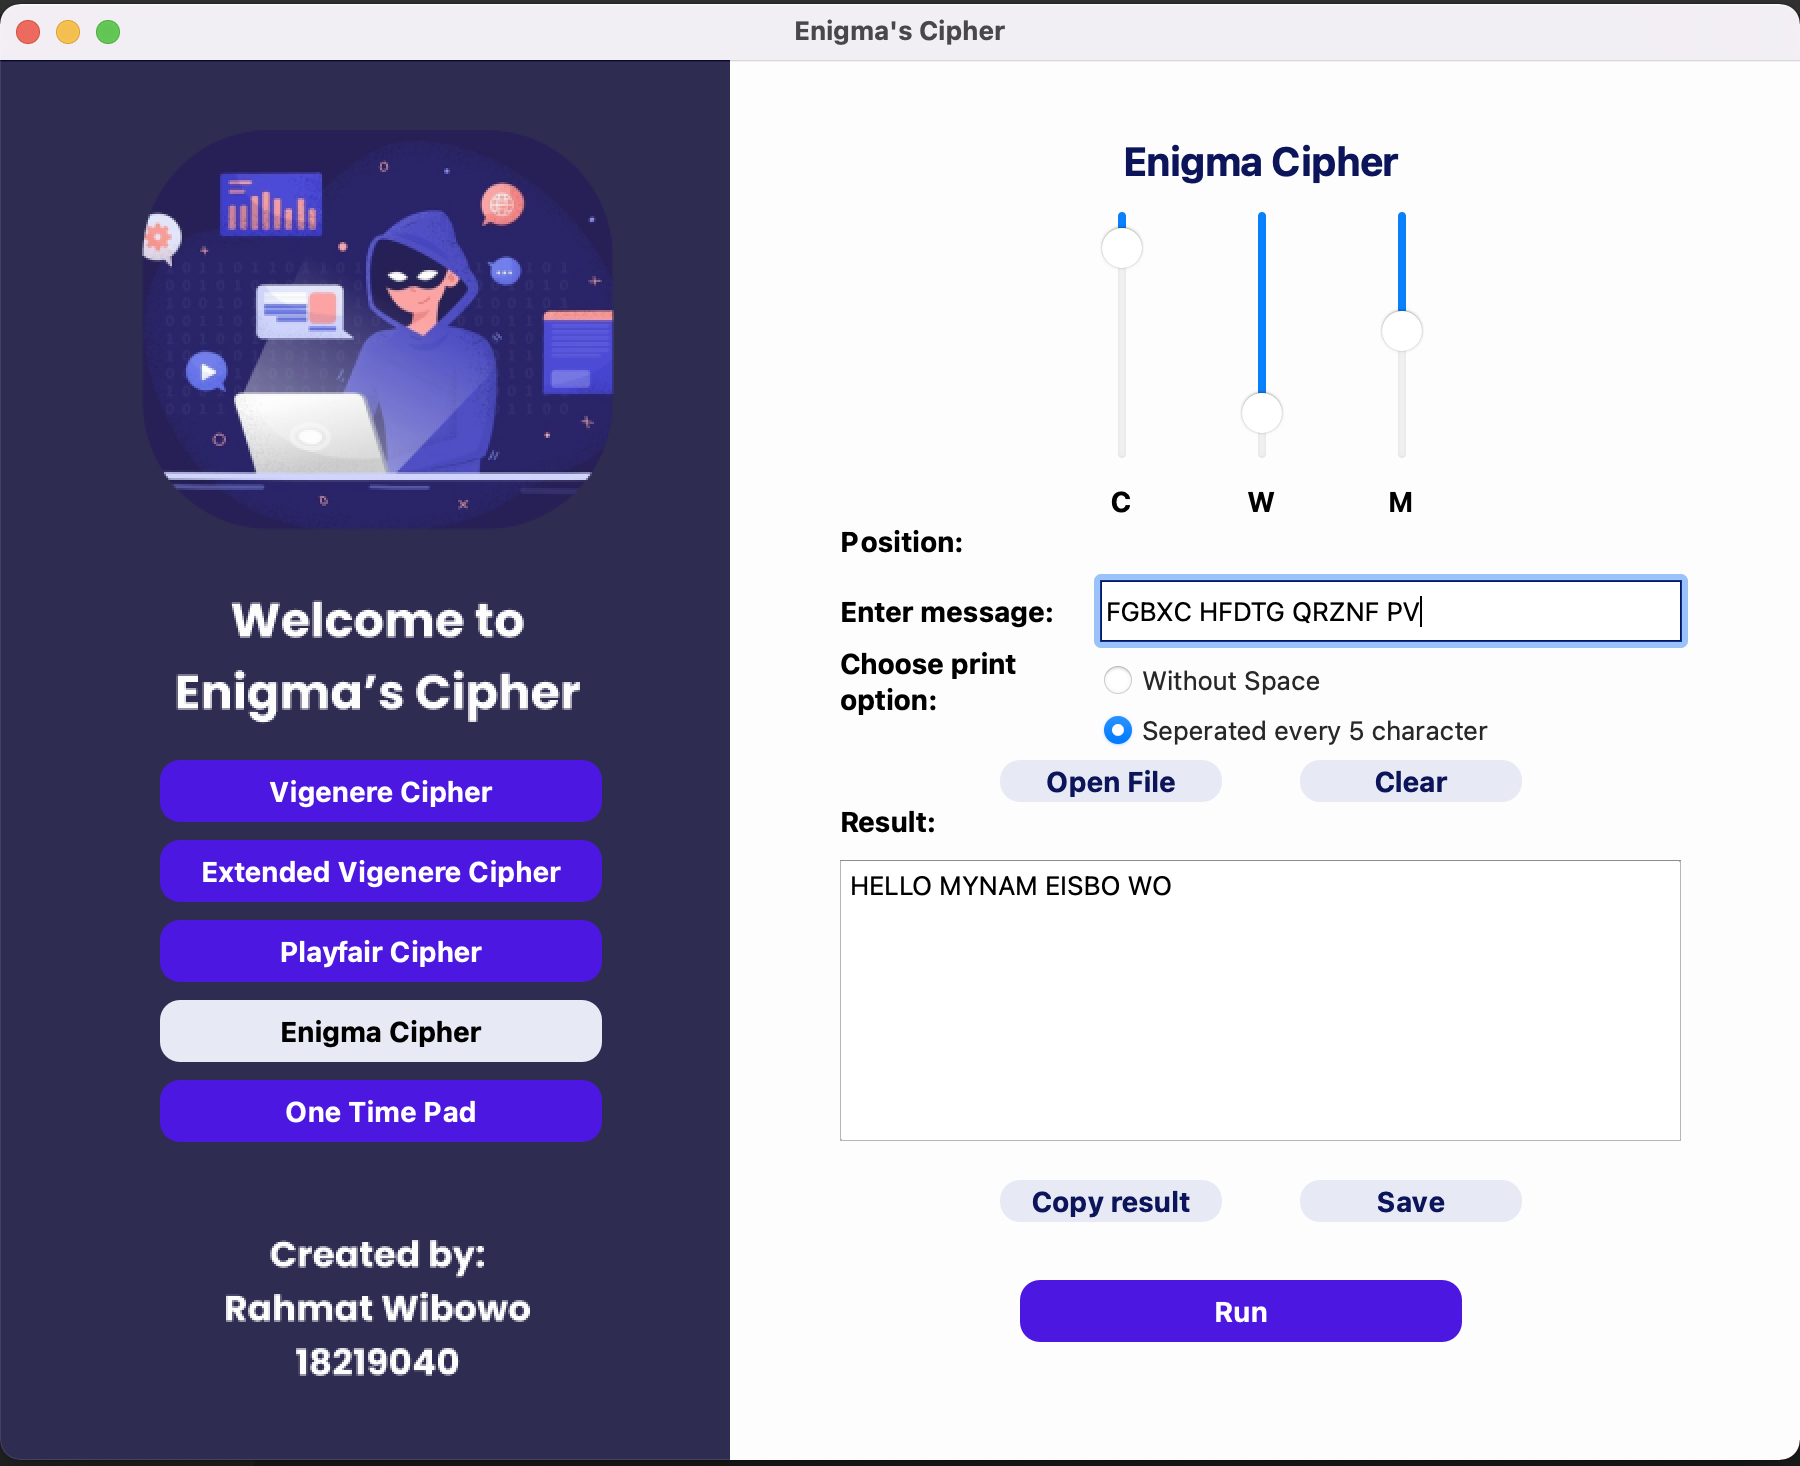 Enigma's Cipher
Welcome to
Enigma’s Cipher
Vigenere Cipher
Extended Vigenere Cipher
Playfair Cipher
Enigma Cipher
One Time Pad
Created by:
Rahmat Wibowo
18219040
Enigma Cipher
C W M
Position:
Enter message: FGBXC HFDTG QRZNF PV
Choose print
option:
Without Space
Seperated every 5 character
Open File Clear
Result:
HELLO MYNAM EISBO WO
Copy result Save
Run